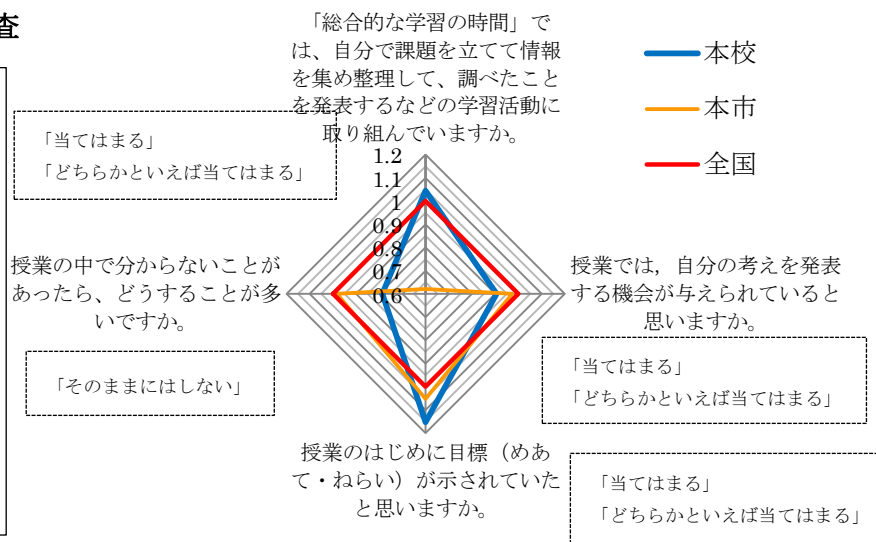 査
「総合的な学習の時間」で
は、自分で課題を立てて情報
を集め整理して、調べたこと
を発表するなどの学習活動に
取り組んでいますか。
本校
本市
全国
「当てはまる」
「どちらかといえば当てはまる」
1.2
1.1
1
0.9
0.8
0.7
0.6
授業の中で分からないことが
あったら、どうすることが多
いですか。
「そのままにはしない」
授業では，自分の考えを発表
する機会が与えられていると
思いますか。
「当てはまる」
「どちらかといえば当てはまる」
授業のはじめに目標（めあ
て・ねらい）が示されていた
と思いますか。
「当てはまる」
「どちらかといえば当てはまる」